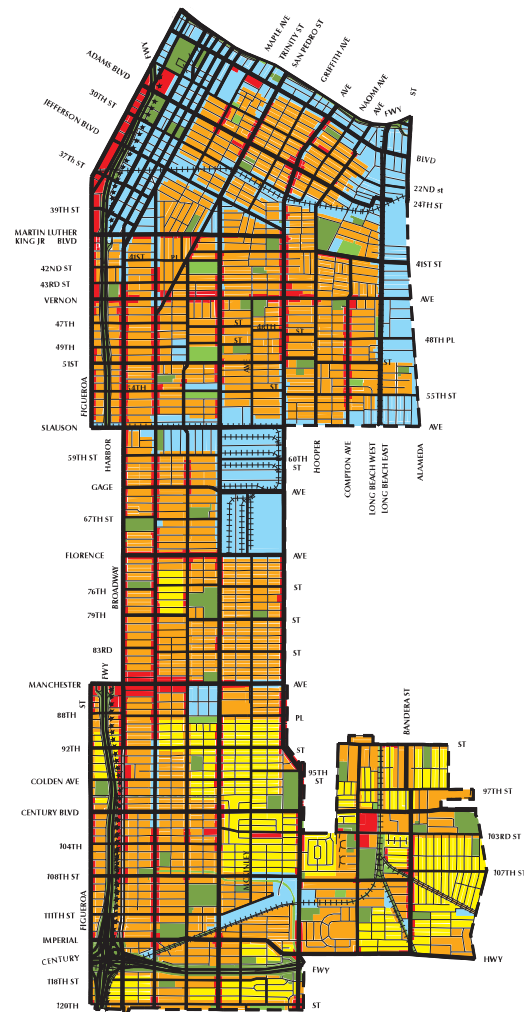 MAPLE AVE
TRINITY ST
SAN PEDRO ST
GRIFFITH AVE
AVE
NAOMI AVE
AVE
FWY
ST
FWY
ADAMS BLVD
30TH ST
JEFFERSON BLVD
37Th ST
BLVD
22ND st
24TH ST
39TH ST
MARTIN LUTHER
KING JR BLVD
41ST PL
41ST ST
42ND ST
43RD ST
VERNON
AVE
47TH
ST
48TH
ST
48TH PL
49TH
ST
51ST
AVE
ST
54TH
ST
55TH ST
FIGUEROA
SLAUSON
AVE
59TH ST
HARBOR
60TH
ST
HOOPER
COMPTON AVE
LONG BEACH WEST
LONG BEACH EAST
ALAMEDA
GAGE
AVE
67TH ST
FLORENCE
AVE
BROADWAY
76TH
ST
79TH
ST
83RD
ST
FWY
MANCHESTER
AVE
ST
88TH
PL
BANDERA ST
92TH
ST
ST
COLDEN AVE
95TH
ST
97TH ST
CENTURY BLVD
103RD ST
104TH
108TH ST
MCKINLEY
107TH ST
FIGUEROA
111TH ST
IMPERIAL
HWY
CENTURY
FWY
118TH ST
120TH
ST